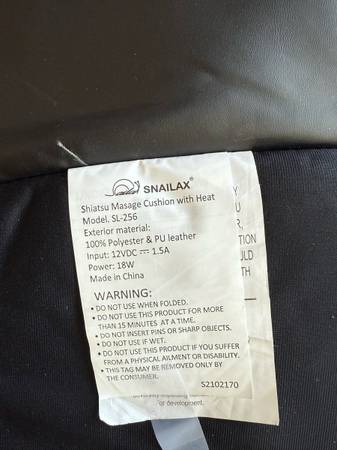 SNAILAX®
Shiatsu Masage Cushion with Heat
Model. SL-256
Exterior material:
100% Polyester & PU leather
Input: 12VDC ⎓ 1.5A
Power: 18W
Made in China
WARNING:
• DO NOT USE WHEN FOLDED.
• DO NOT USE THIS PRODUCT FOR MORE
THAN 15 MINUTES AT A TIME.
• DO NOT INSERT PINS OR SHARP OBJECTS.
• DO NOT USE IF WET.
• DO NOT USE THIS PRODUCT IF YOU SUFFER
FROM A PHYSICAL AILMENT OR DISABILITY.
• THIS TAG MAY BE REMOVED ONLY BY
THE CONSUMER.
S2102170
Y
U
R,
TION
ULD
TH
or development.